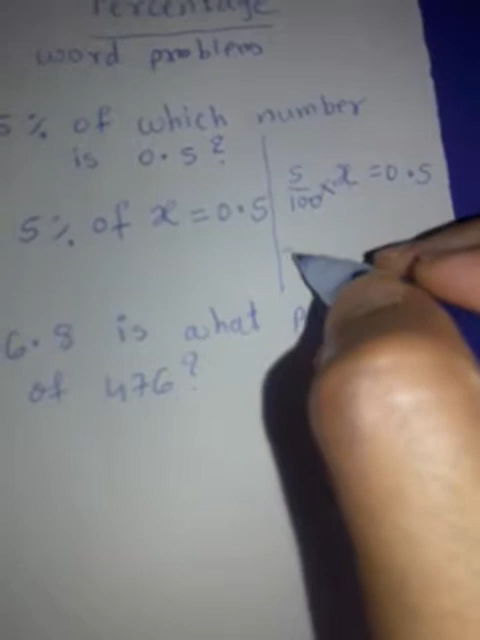 Percentage
word problems
5% of which number
is 0.5?
5% of x = 0.5
5/100 × x = 0.5
6.8 is what
of 476?